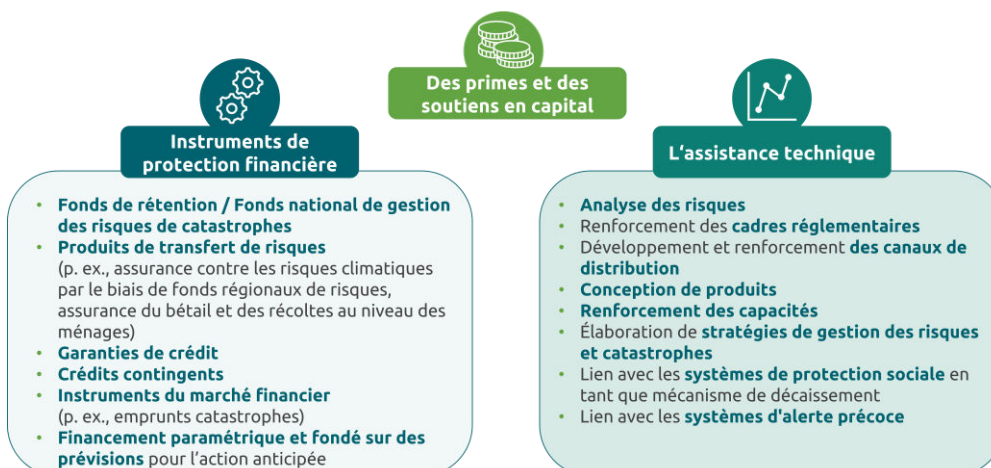 Des primes et des
soutiens en capital
Instruments de
protection financière
• Fonds de rétention / Fonds national de gestion
des risques de catastrophes
• Produits de transfert de risques
(p. ex., assurance contre les risques climatiques
par le biais de fonds régionaux de risques,
assurance du bétail et des récoltes au niveau des
ménages)
• Garanties de crédit
• Crédits contingents
• Instruments du marché financier
(p. ex., emprunts catastrophes)
• Financement paramétrique et fondé sur des
prévisions pour l'action anticipée
L'assistance technique
• Analyse des risques
• Renforcement des cadres réglementaires
• Développement et renforcement des canaux de
distribution
• Conception de produits
• Renforcement des capacités
• Élaboration de stratégies de gestion des risques
et catastrophes
• Lien avec les systèmes de protection sociale en
tant que mécanisme de décaissement
• Lien avec les systèmes d'alerte précoce